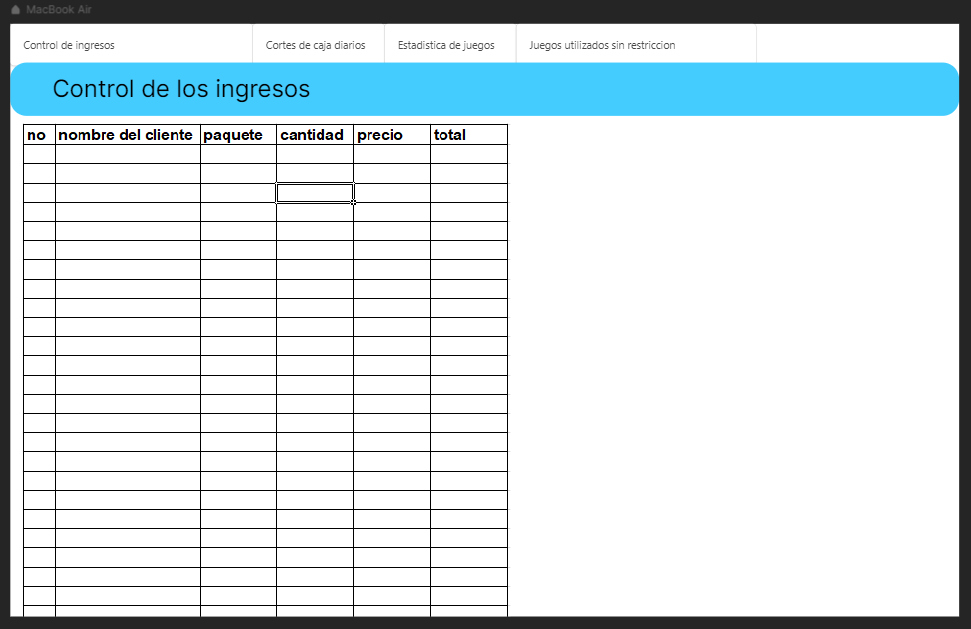 MacBook Air
Control de ingresos Cortes de caja diarios Estadistica de juegos Juegos utilizados sin restriccion
Control de los ingresos
no nombre del cliente paquete cantidad precio total